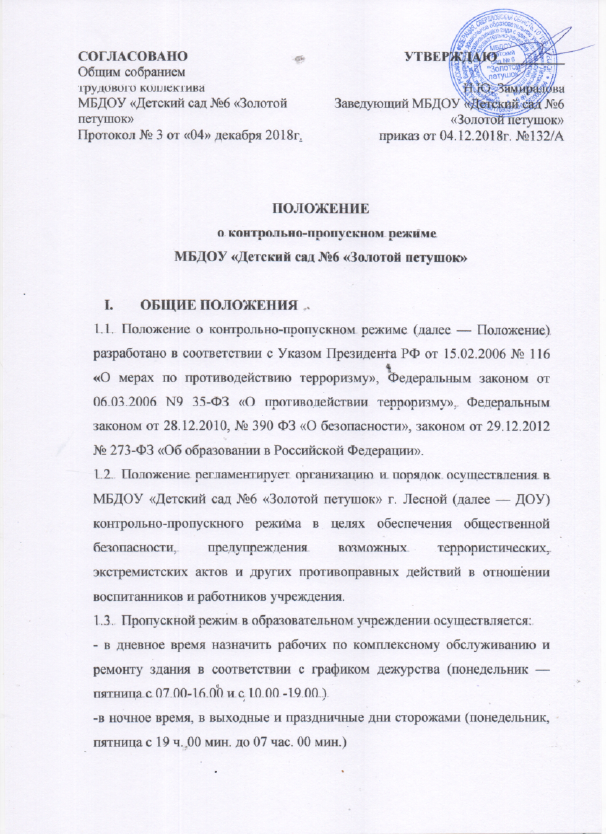 СОГЛАСОВАНО
Общим собранием
трудового коллектива
МБДОУ «Детский сад №6 «Золотой
петушок»
Протокол № 3 от «04» декабря 2018г.
УТВЕРЖДАЮ
Н.Ю. Замиралова
Заведующий МБДОУ «Детский сад №6
«Золотой петушок»
приказ от 04.12.2018г. №132/А
ПОЛОЖЕНИЕ
о контрольно-пропускном режиме
МБДОУ «Детский сад №6 «Золотой петушок»
I. ОБЩИЕ ПОЛОЖЕНИЯ
1.1. Положение о контрольно-пропускном режиме (далее — Положение)
разработано в соответствии с Указом Президента РФ от 15.02.2006 № 116
«О мерах по противодействию терроризму», Федеральным законом от
06.03.2006 N9 35-ФЗ «О противодействии терроризму», Федеральным
законом от 28.12.2010, № 390 ФЗ «О безопасности», законом от 29.12.2012
№ 273-ФЗ «Об образовании в Российской Федерации».
1.2. Положение регламентирует организацию и порядок осуществления в
МБДОУ «Детский сад №6 «Золотой петушок» г. Лесной (далее — ДОУ)
контрольно-пропускного режима в целях обеспечения общественной
безопасности, предупреждения возможных террористических,
экстремистских актов и других противоправных действий в отношении
воспитанников и работников учреждения.
1.3. Пропускной режим в образовательном учреждении осуществляется:
- в дневное время назначить рабочих по комплексному обслуживанию и
ремонту здания в соответствии с графиком дежурства (понедельник —
пятница с 07.00-16.00 и с 10.00 -19.00.)
-в ночное время, в выходные и праздничные дни сторожами (понедельник,
пятница с 19 ч. 00 мин. до 07 час. 00 мин.)